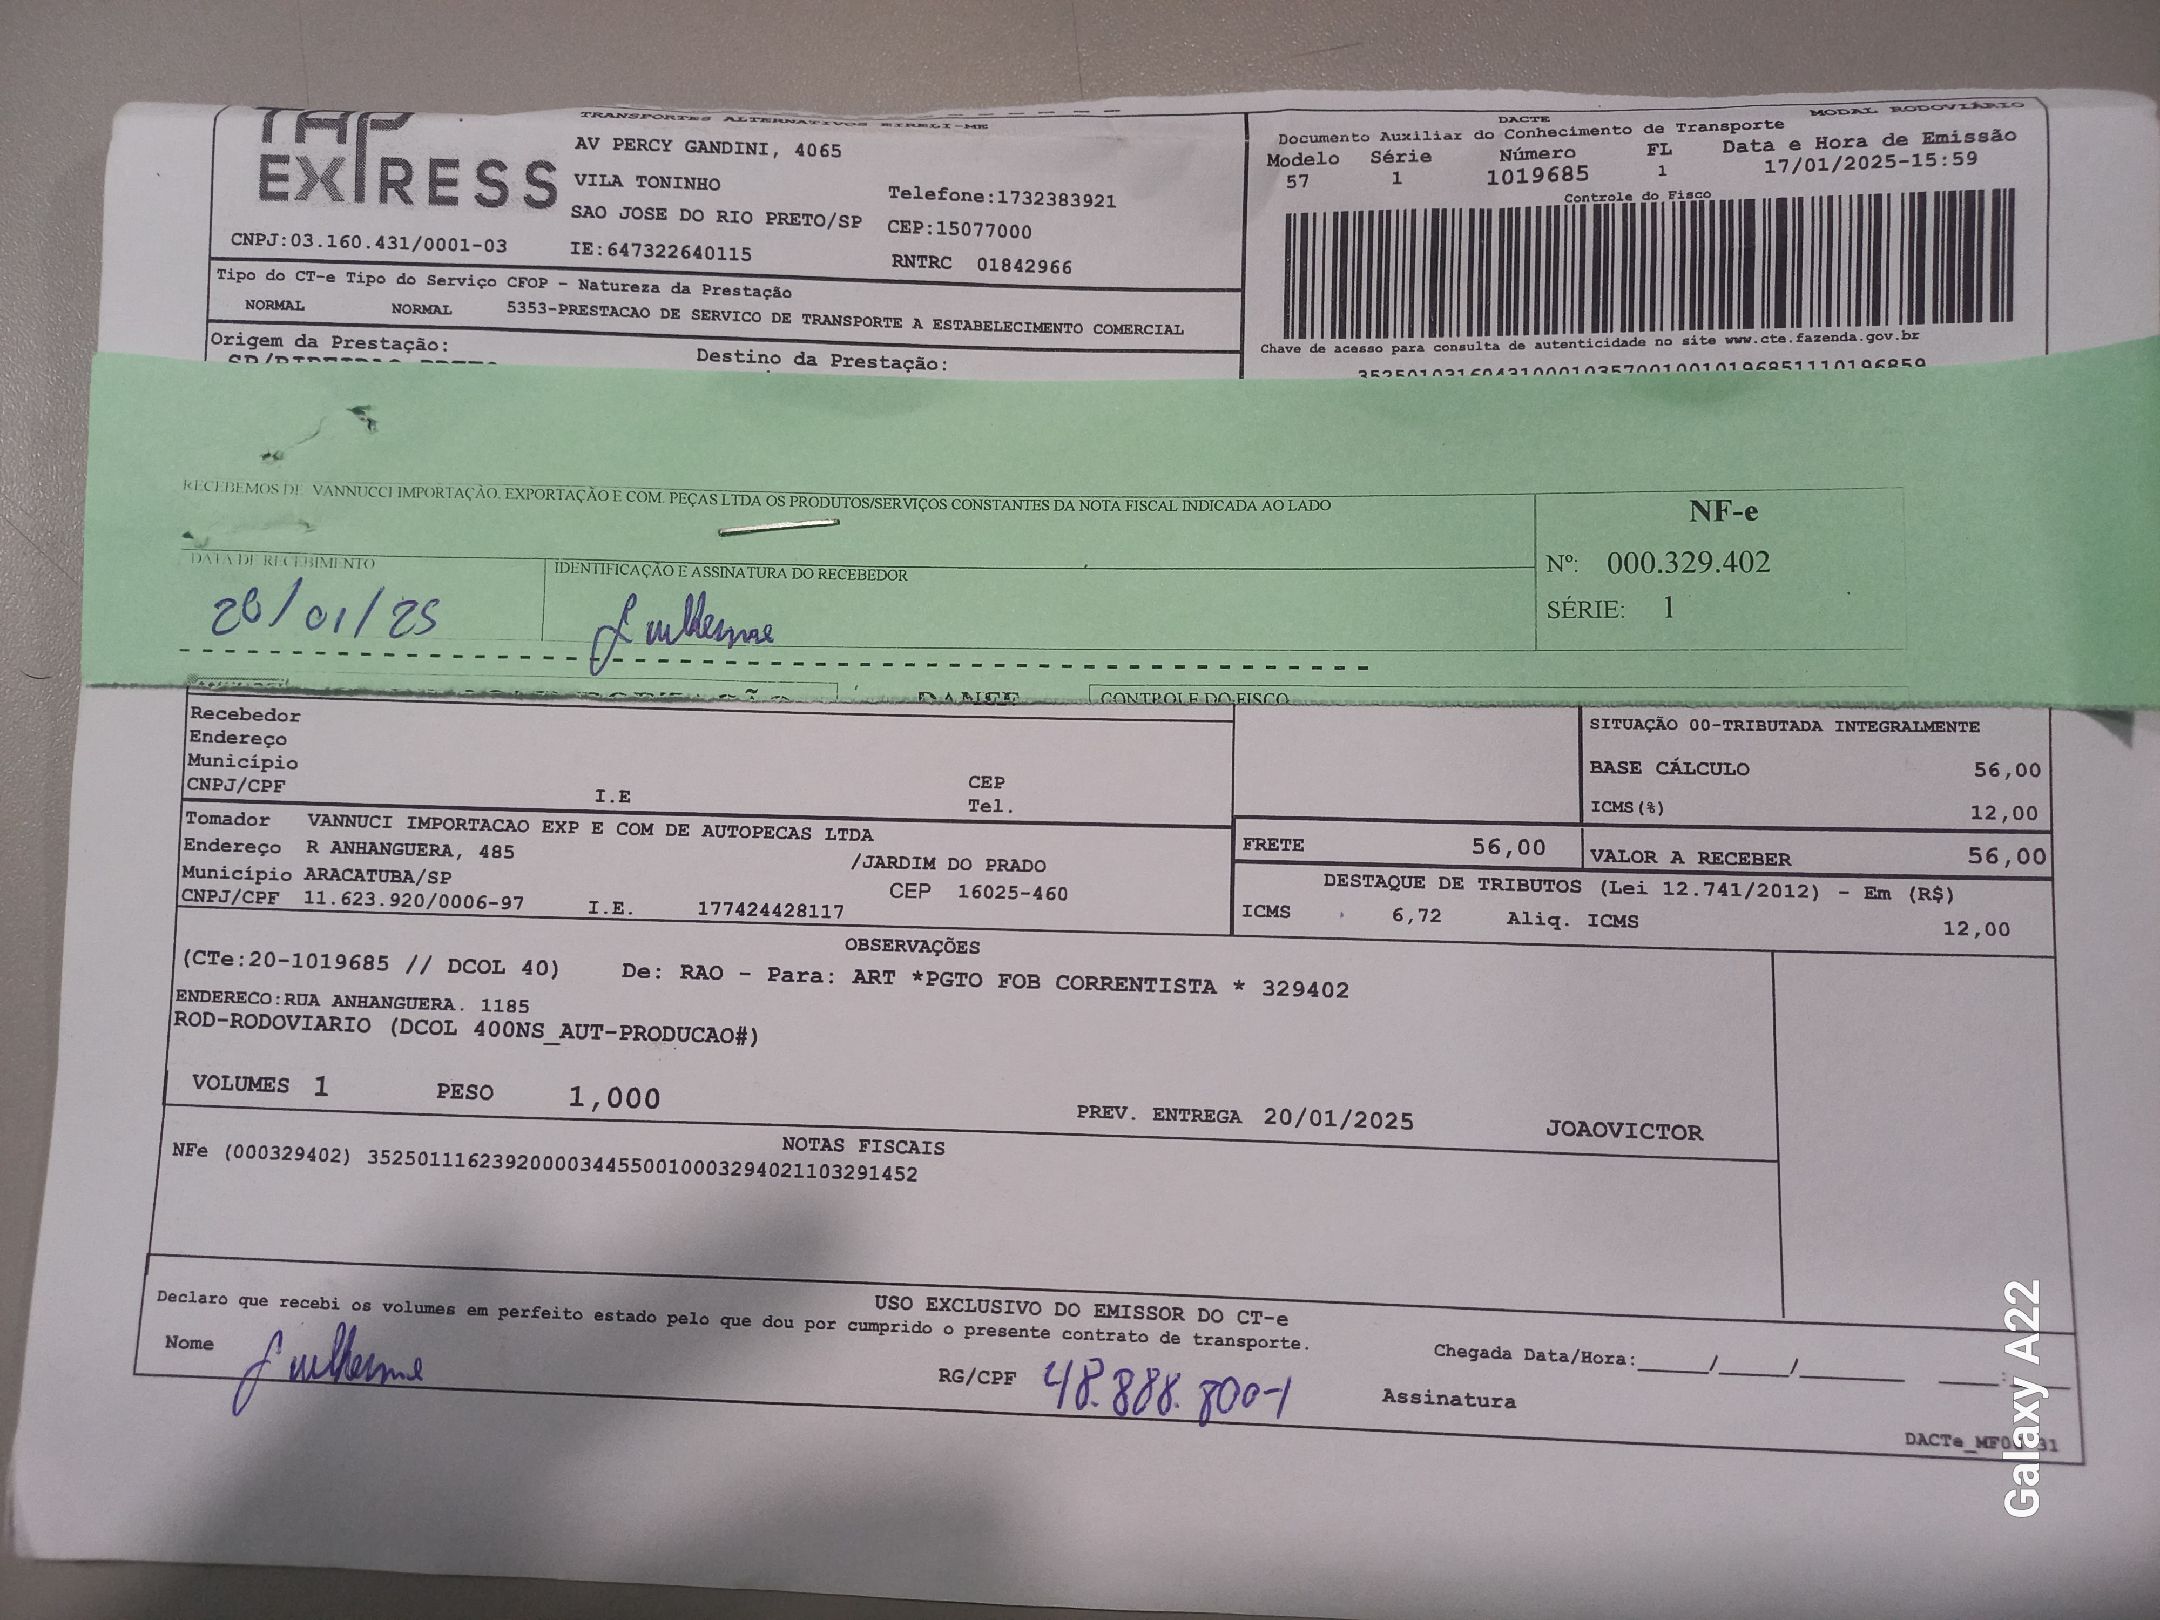 TAP
EXPRESS
TRANSPORTES ALTERNATIVOS EIRELI-ME
AV PERCY GANDINI, 4065
VILA TONINHO
Telefone:1732383921
SAO JOSE DO RIO PRETO/SP
CEP:15077000
CNPJ:03.160.431/0001-03
IE:647322640115
RNTRC 01842966
DACTE
MODAL RODOVIÁRIO
Documento Auxiliar do Conhecimento de Transporte
Modelo Série Número FL Data e Hora de Emissão
57 1 1019685 1 17/01/2025-15:59
Controle do Fisco
Chave de acesso para consulta de autenticidade no site www.cte.fazenda.gov.br
Tipo do CT-e Tipo do Serviço CFOP - Natureza da Prestação
NORMAL NORMAL 5353-PRESTACAO DE SERVICO DE TRANSPORTE A ESTABELECIMENTO COMERCIAL
Origem da Prestação:
Destino da Prestação:
RECEBEMOS DE VANNUCCI IMPORTAÇÃO, EXPORTAÇÃO E COM. PEÇAS LTDA OS PRODUTOS/SERVIÇOS CONSTANTES DA NOTA FISCAL INDICADA AO LADO
NF-e
Nº: 000.329.402
SÉRIE: 1
DATA DE RECEBIMENTO
IDENTIFICAÇÃO E ASSINATURA DO RECEBEDOR
20/01/25
Guilherme
DANFE
CONTROLE DO FISCO
Recebedor
Endereço
Município
CNPJ/CPF
I.E
CEP
Tel.
SITUAÇÃO 00-TRIBUTADA INTEGRALMENTE
BASE CÁLCULO 56,00
ICMS(%) 12,00
Tomador VANNUCI IMPORTACAO EXP E COM DE AUTOPECAS LTDA
Endereço R ANHANGUERA, 485 /JARDIM DO PRADO
Município ARACATUBA/SP CEP 16025-460
CNPJ/CPF 11.623.920/0006-97 I.E. 177424428117
FRETE 56,00
VALOR A RECEBER 56,00
DESTAQUE DE TRIBUTOS (Lei 12.741/2012) - Em (R$)
ICMS 6,72 Aliq. ICMS 12,00
OBSERVAÇÕES
(CTe:20-1019685 // DCOL 40) De: RAO - Para: ART *PGTO FOB CORRENTISTA * 329402
ENDERECO:RUA ANHANGUERA. 1185
ROD-RODOVIARIO (DCOL 400NS_AUT-PRODUCAO#)
VOLUMES 1 PESO 1,000
PREV. ENTREGA 20/01/2025 JOAOVICTOR
NOTAS FISCAIS
NFe (000329402) 35250111623920000344550010003294021103291452
USO EXCLUSIVO DO EMISSOR DO CT-e
Declaro que recebi os volumes em perfeito estado pelo que dou por cumprido o presente contrato de transporte.
Nome Guilherme
RG/CPF 48.888.800-1
Chegada Data/Hora:_____/_____/_______ ____:____
Assinatura
Galaxy A22